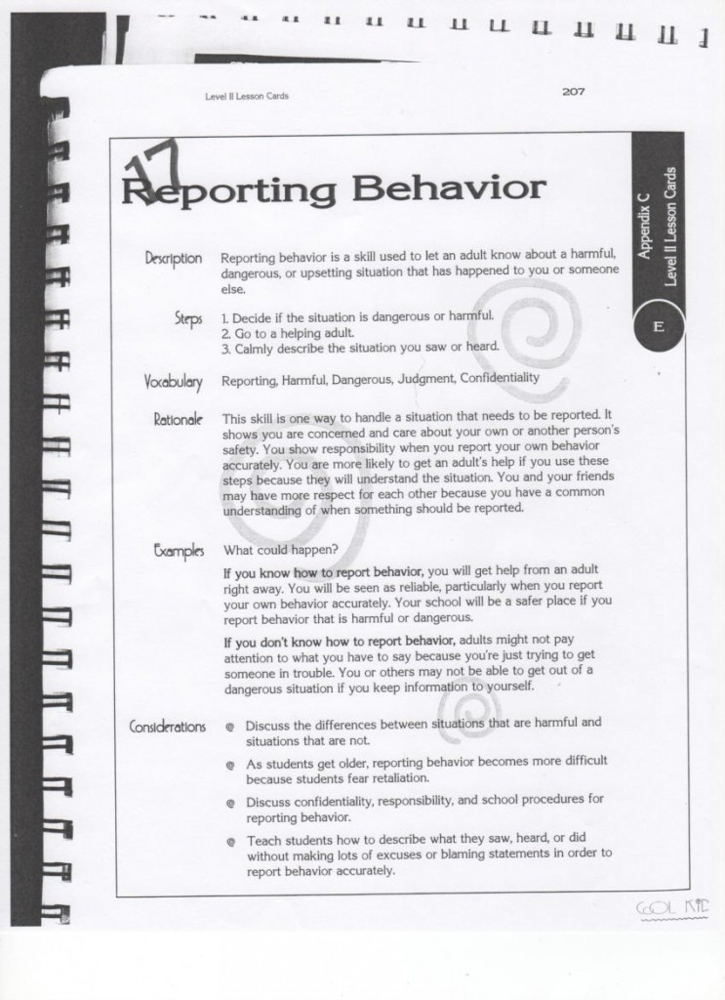 Level II Lesson Cards
207
17
Reporting Behavior
Appendix C
Level II Lesson Cards
E
Description
Reporting behavior is a skill used to let an adult know about a harmful,
dangerous, or upsetting situation that has happened to you or someone
else.
Steps
1. Decide if the situation is dangerous or harmful.
2. Go to a helping adult.
3. Calmly describe the situation you saw or heard.
Vocabulary
Reporting, Harmful, Dangerous, Judgment, Confidentiality
Rationale
This skill is one way to handle a situation that needs to be reported. It
shows you are concerned and care about your own or another person's
safety. You show responsibility when you report your own behavior
accurately. You are more likely to get an adult's help if you use these
steps because they will understand the situation. You and your friends
may have more respect for each other because you have a common
understanding of when something should be reported.
Examples
What could happen?
If you know how to report behavior, you will get help from an adult
right away. You will be seen as reliable, particularly when you report
your own behavior accurately. Your school will be a safer place if you
report behavior that is harmful or dangerous.
If you don't know how to report behavior, adults might not pay
attention to what you have to say because you're just trying to get
someone in trouble. You or others may not be able to get out of a
dangerous situation if you keep information to yourself.
Considerations
@ Discuss the differences between situations that are harmful and
situations that are not.
@ As students get older, reporting behavior becomes more difficult
because students fear retaliation.
@ Discuss confidentiality, responsibility, and school procedures for
reporting behavior.
@ Teach students how to describe what they saw, heard, or did
without making lots of excuses or blaming statements in order to
report behavior accurately.
COOL KID